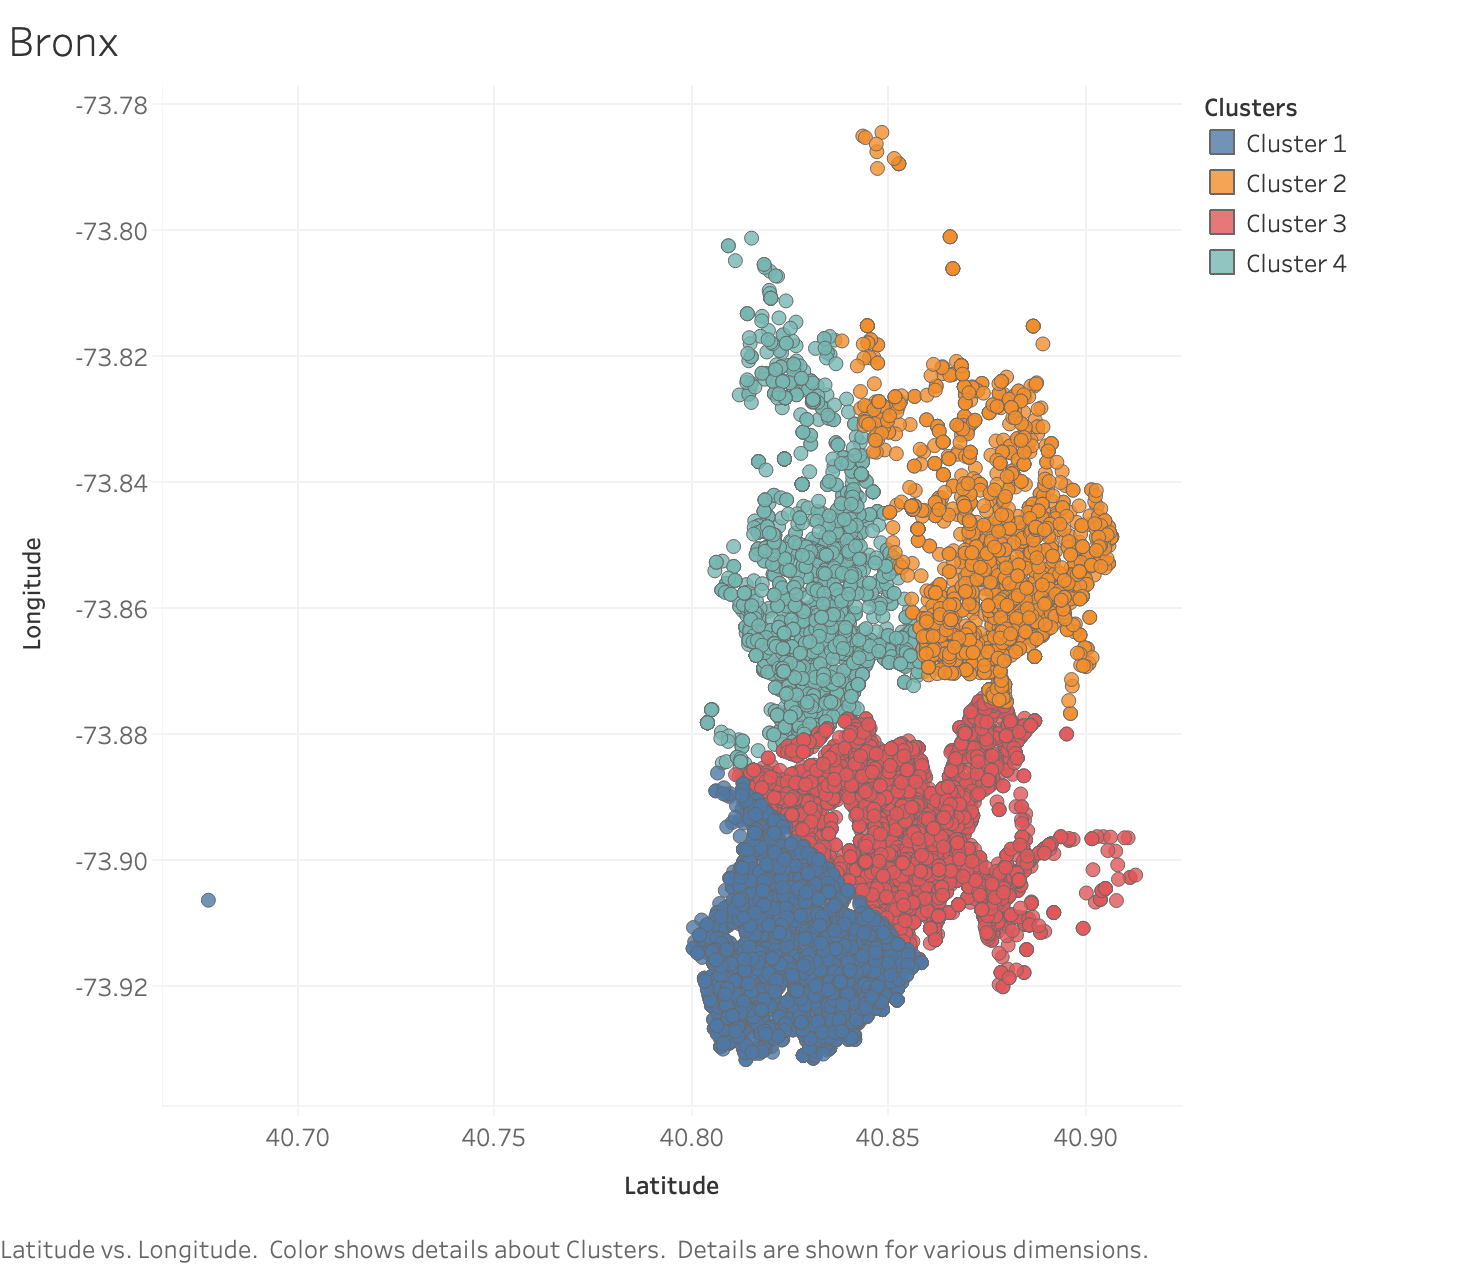 Bronx
Clusters
Cluster 1
Cluster 2
Cluster 3
Cluster 4
Longitude
-73.78
-73.80
-73.82
-73.84
-73.86
-73.88
-73.90
-73.92
40.70 40.75 40.80 40.85 40.90
Latitude
Latitude vs. Longitude.  Color shows details about Clusters.  Details are shown for various dimensions.